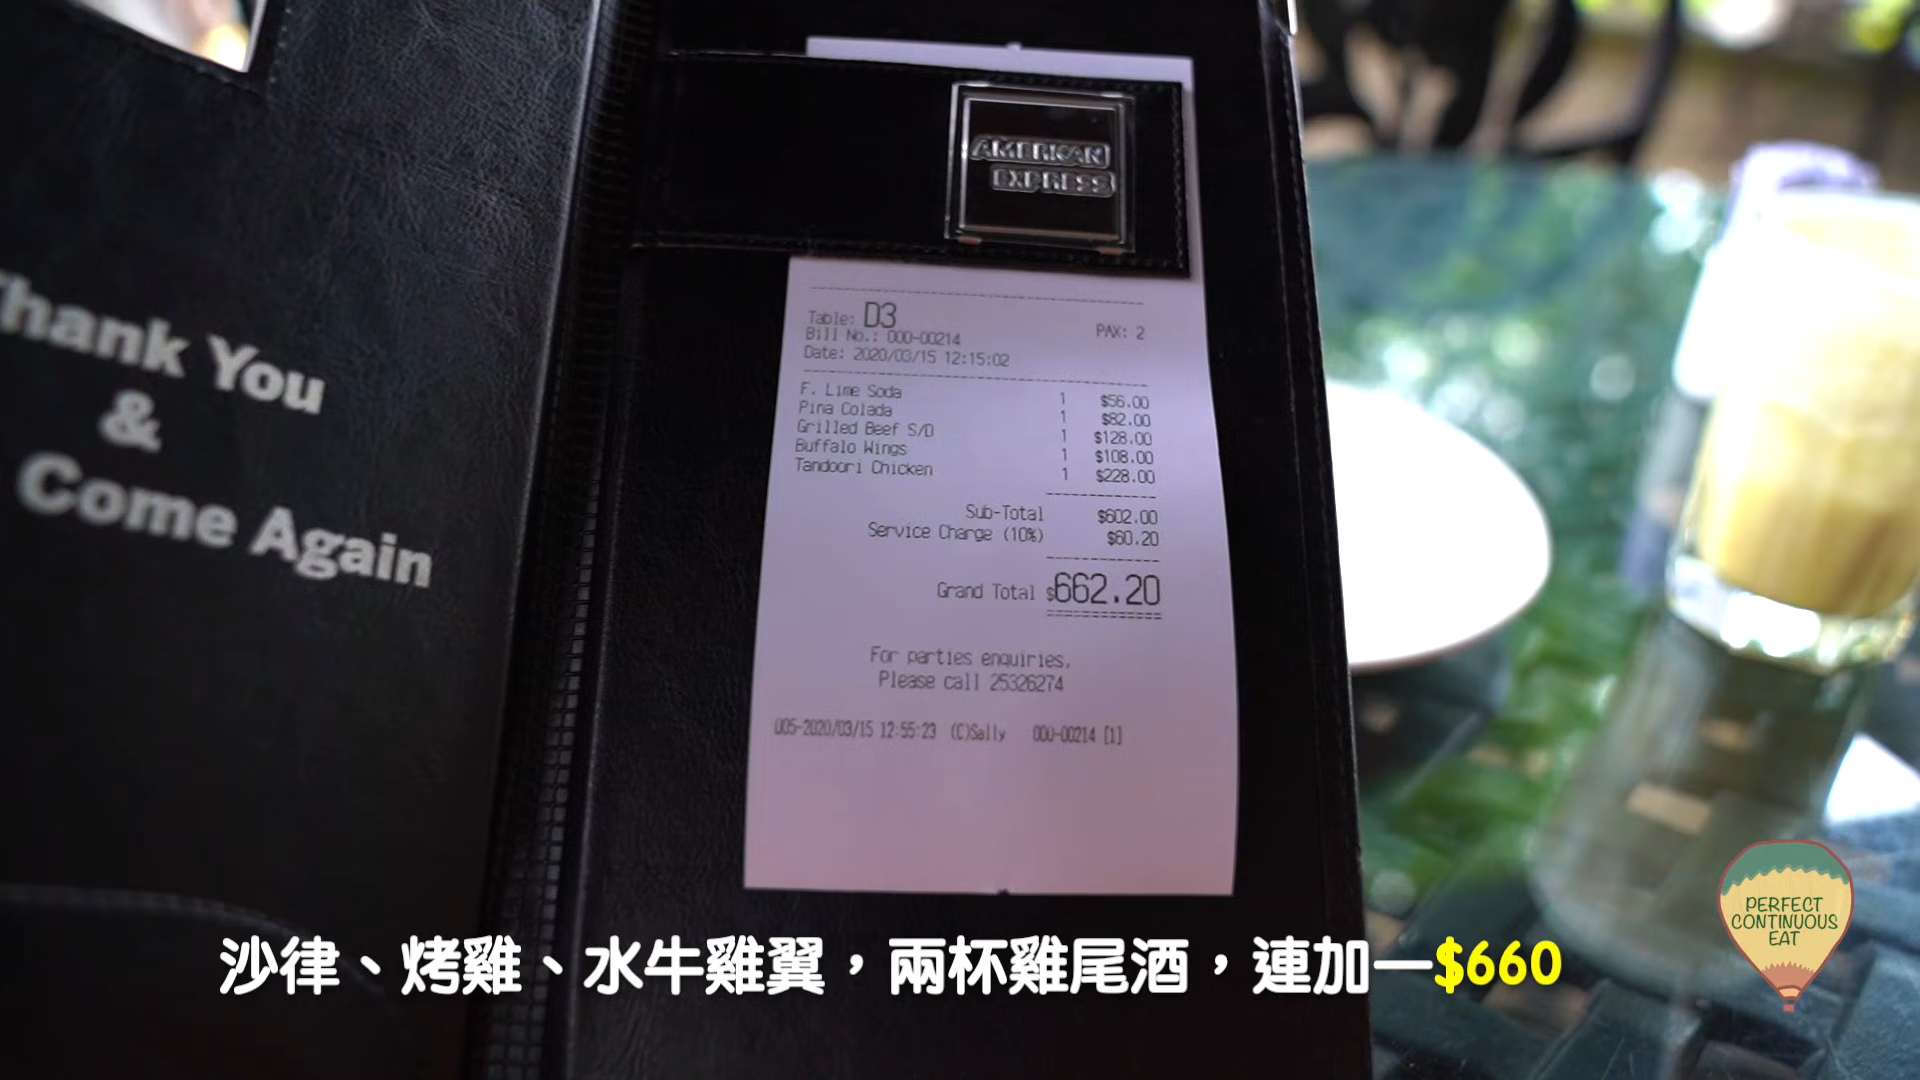 Thank You
&
Come Again
AMERICAN
EXPRESS
Table: D3 PAX: 2
Bill No.: 000-00214
Date: 2020/03/15 12:15:02
F. Lime Soda 1 $56.00
Pina Colada 1 $82.00
Grilled Beef S/D 1 $128.00
Buffalo Wings 1 $108.00
Tandoori Chicken 1 $228.00
Sub-Total $602.00
Service Charge (10%) $60.20
Grand Total $662.20
For parties enquiries,
Please call 25326274
005-2020/03/15 12:55:23 (C)Sally 000-00214 [1]
沙律、烤雞、水牛雞翼，兩杯雞尾酒，連加一$660
PERFECT
CONTINUOUS
EAT